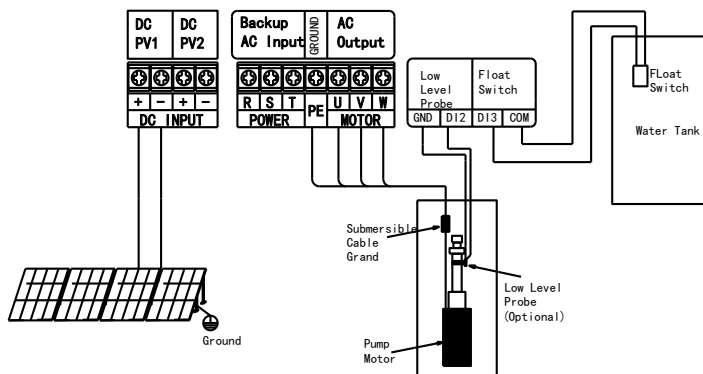 DC DC
PV1 PV2
+ - + -
DC INPUT
Backup
AC Input
GROUND
AC
Output
R S T PE U V W
POWER MOTOR
Low
Level
Probe
Float
Switch
GND DI2 DI3 COM
FLoat
Switch
Water Tank
Submersible
Cable
Grand
Low Level
Probe
(Optional)
Ground
Pump
Motor